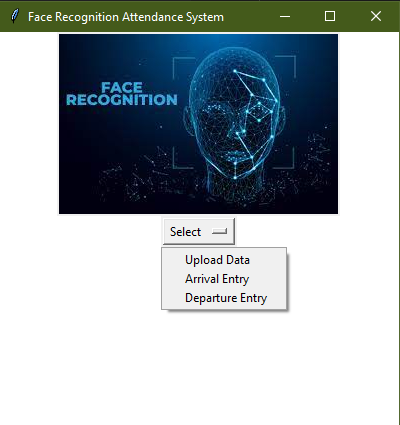 Face Recognition Attendance System
FACE
RECOGNITION
Select
Upload Data
Arrival Entry
Departure Entry